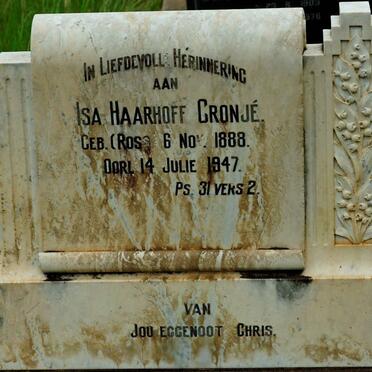 In Liefdevolle Herinnering
aan
Isa Haarhoff Cronjé.
Geb. (Ross 6 Nov. 1888.
Oorl. 14 Julie 1947.
Ps. 31 vers 2.
van
Jou eggenoot Chris.